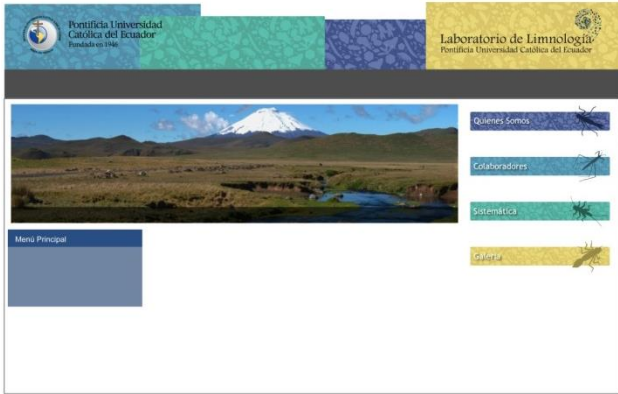 Pontificia Universidad
Católica del Ecuador
Fundada en 1946
Laboratorio de Limnología
Pontificia Universidad Católica del Ecuador
Quienes Somos
Colaboradores
Sistemática
Galería
Menú Principal